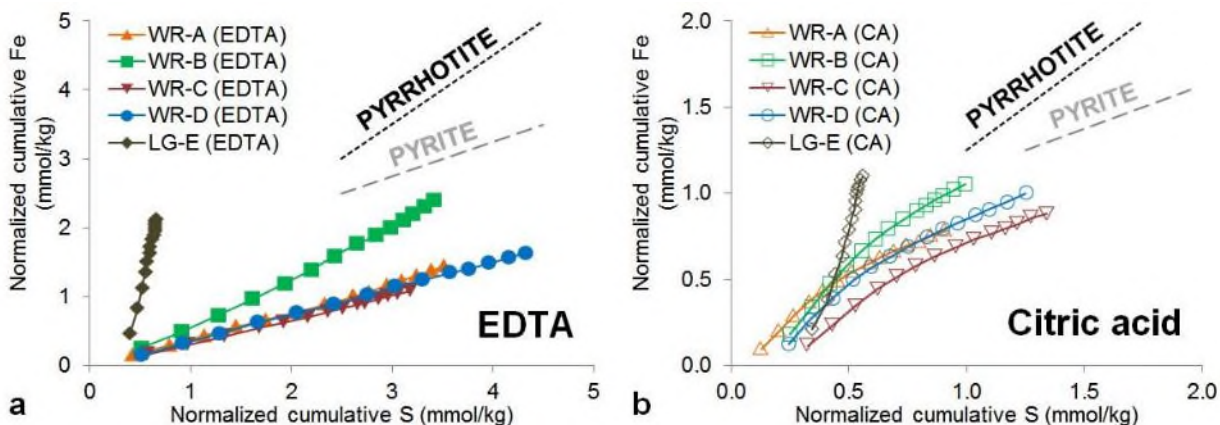 WR-A (EDTA)
WR-B (EDTA)
WR-C (EDTA)
WR-D (EDTA)
LG-E (EDTA)
PYRRHOTITE
PYRITE
EDTA
Normalized cumulative Fe
(mmol/kg)
5
4
3
2
1
0
0 1 2 3 4 5
Normalized cumulative S (mmol/kg)
a
WR-A (CA)
WR-B (CA)
WR-C (CA)
WR-D (CA)
LG-E (CA)
PYRRHOTITE
PYRITE
Citric acid
Normalized cumulative Fe
(mmol/kg)
2.0
1.5
1.0
0.5
0.0
0.0 0.5 1.0 1.5 2.0
Normalized cumulative S (mmol/kg)
b